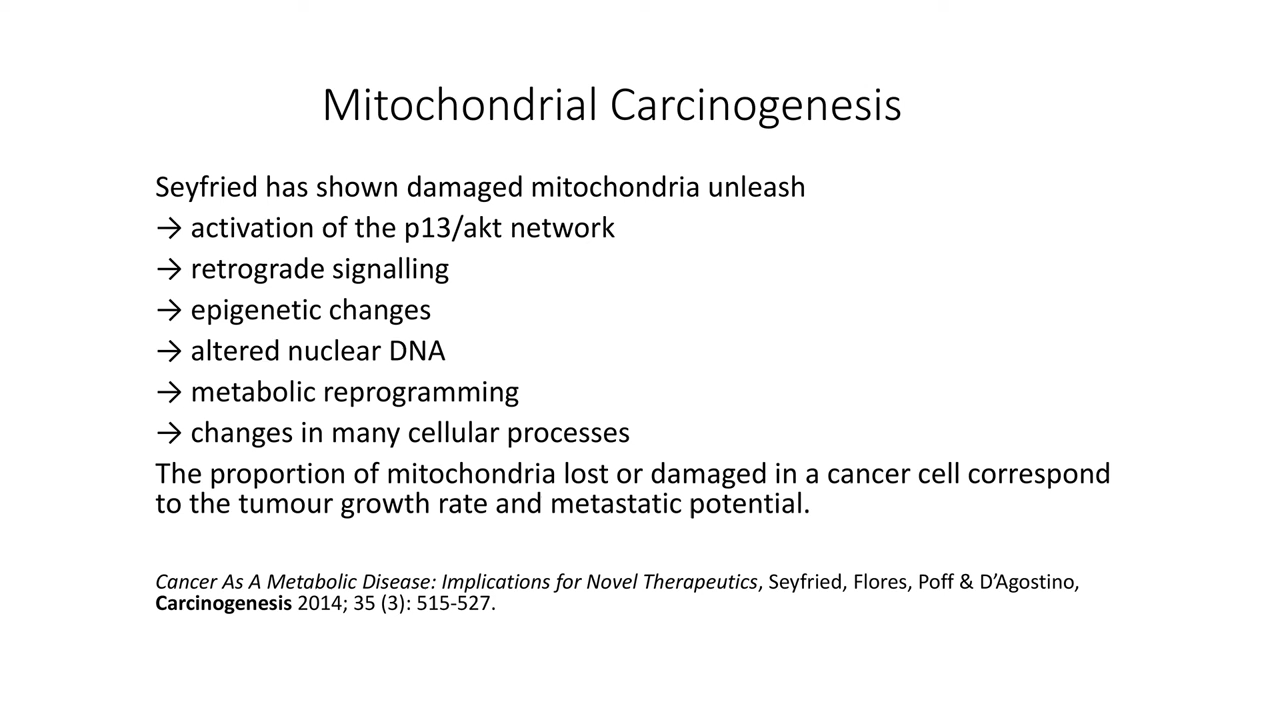 Mitochondrial Carcinogenesis
Seyfried has shown damaged mitochondria unleash
→ activation of the p13/akt network
→ retrograde signalling
→ epigenetic changes
→ altered nuclear DNA
→ metabolic reprogramming
→ changes in many cellular processes
The proportion of mitochondria lost or damaged in a cancer cell correspond
to the tumour growth rate and metastatic potential.
Cancer As A Metabolic Disease: Implications for Novel Therapeutics, Seyfried, Flores, Poff & D’Agostino,
Carcinogenesis 2014; 35 (3): 515-527.